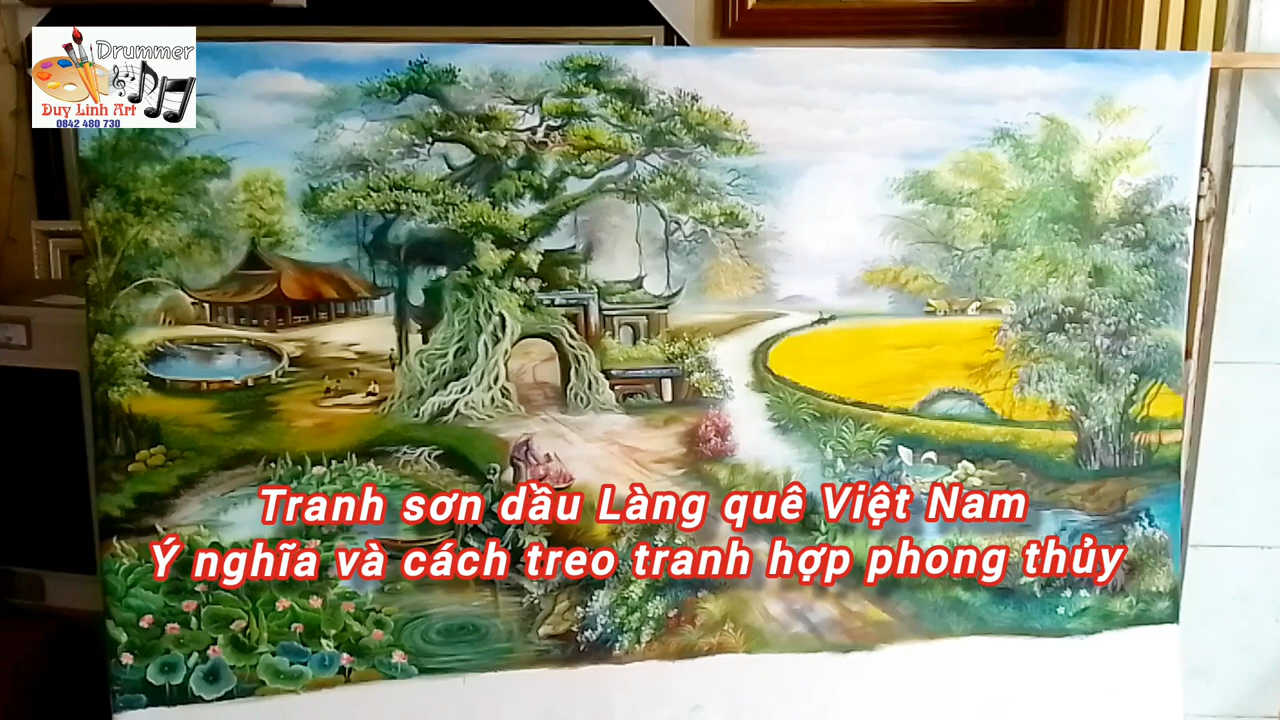 Drummer
Duy Linh Art
0842 480 730
Tranh sơn dầu Làng quê Việt Nam
Ý nghĩa và cách treo tranh hợp phong thủy